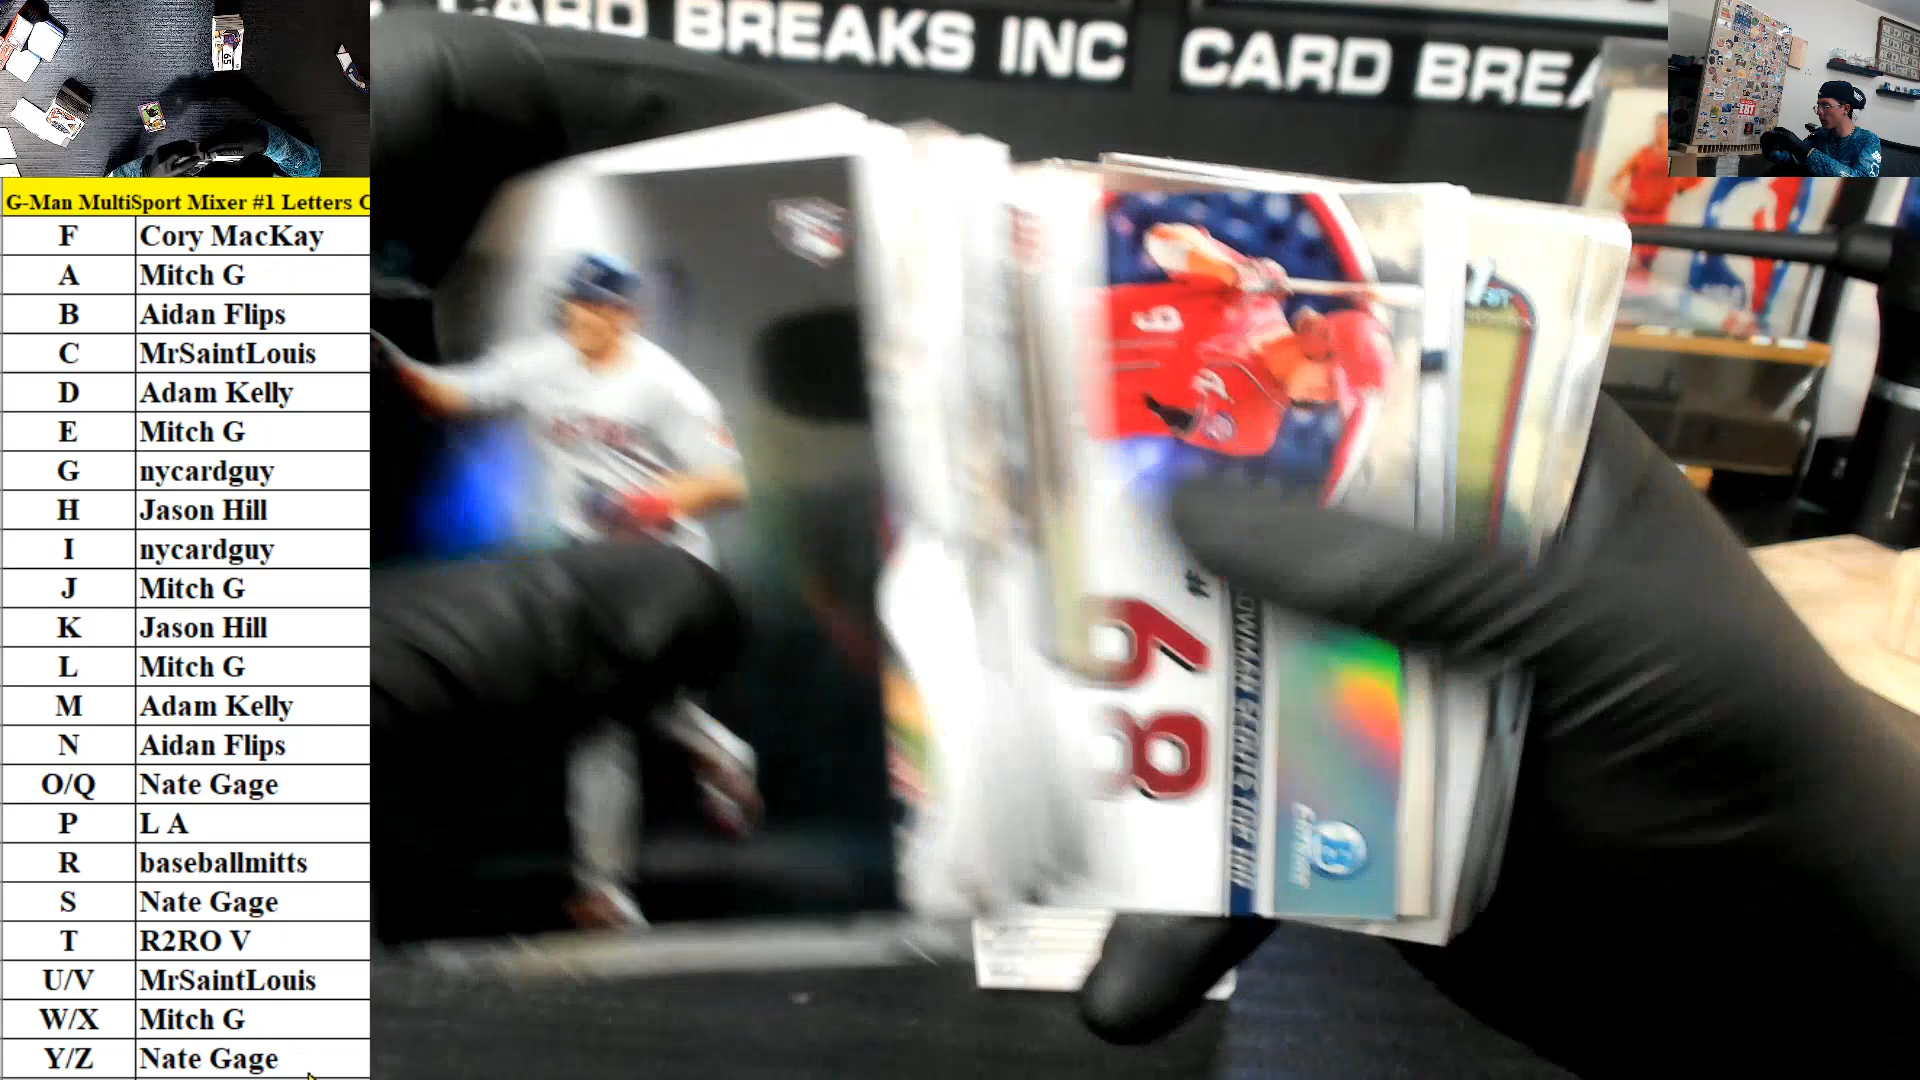 CARD BREAKS INC CARD BREA
G-Man MultiSport Mixer #1 Letters C
F Cory MacKay
A Mitch G
B Aidan Flips
C MrSaintLouis
D Adam Kelly
E Mitch G
G nycardguy
H Jason Hill
I nycardguy
J Mitch G
K Jason Hill
L Mitch G
M Adam Kelly
N Aidan Flips
O/Q Nate Gage
P L A
R baseballmitts
S Nate Gage
T R2RO V
U/V MrSaintLouis
W/X Mitch G
Y/Z Nate Gage
89